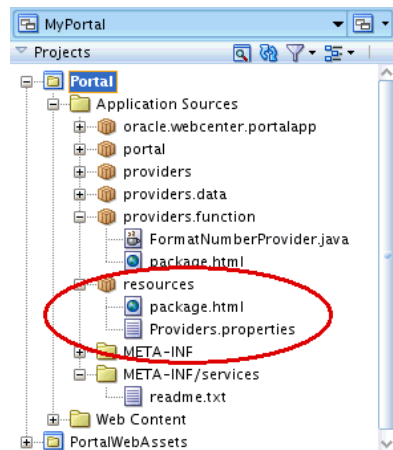 MyPortal
Projects
Portal
Application Sources
oracle.webcenter.portalapp
portal
providers
providers.data
providers.function
FormatNumberProvider.java
package.html
resources
package.html
Providers.properties
META-INF
META-INF/services
readme.txt
Web Content
PortalWebAssets